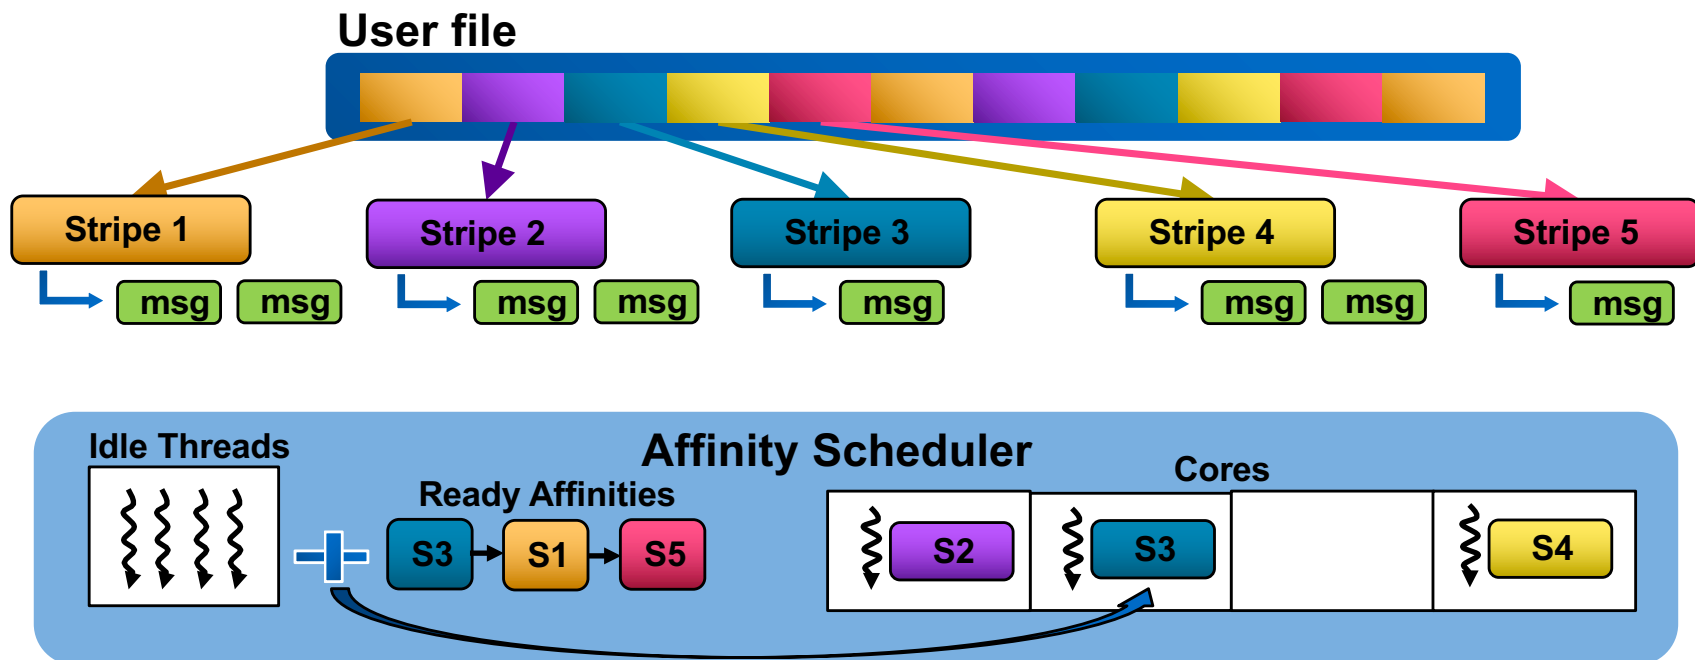 User file
Stripe 1
Stripe 2
Stripe 3
Stripe 4
Stripe 5
msg msg
msg msg
msg
msg msg
msg
Affinity Scheduler
Idle Threads
Ready Affinities
S3 S1 S5
Cores
S2
S3
S4